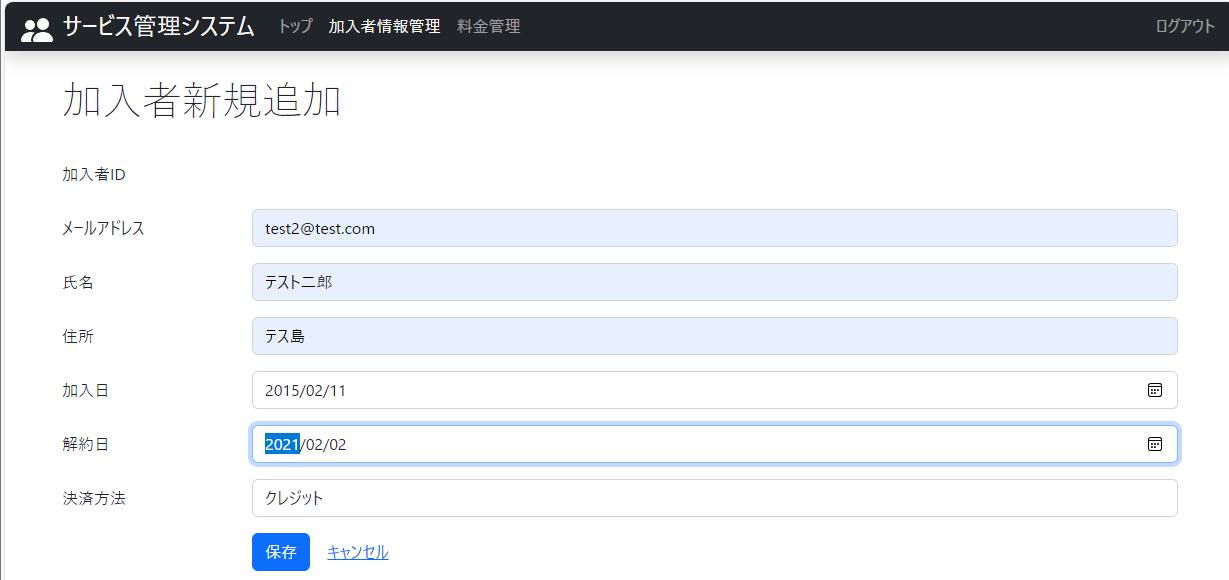 サービス管理システム トップ 加入者情報管理 料金管理 ログアウト
加入者新規追加
加入者ID
メールアドレス test2@test.com
氏名 テスト二郎
住所 テス島
加入日 2015/02/11
解約日 2021/02/02
決済方法 クレジット
保存 キャンセル